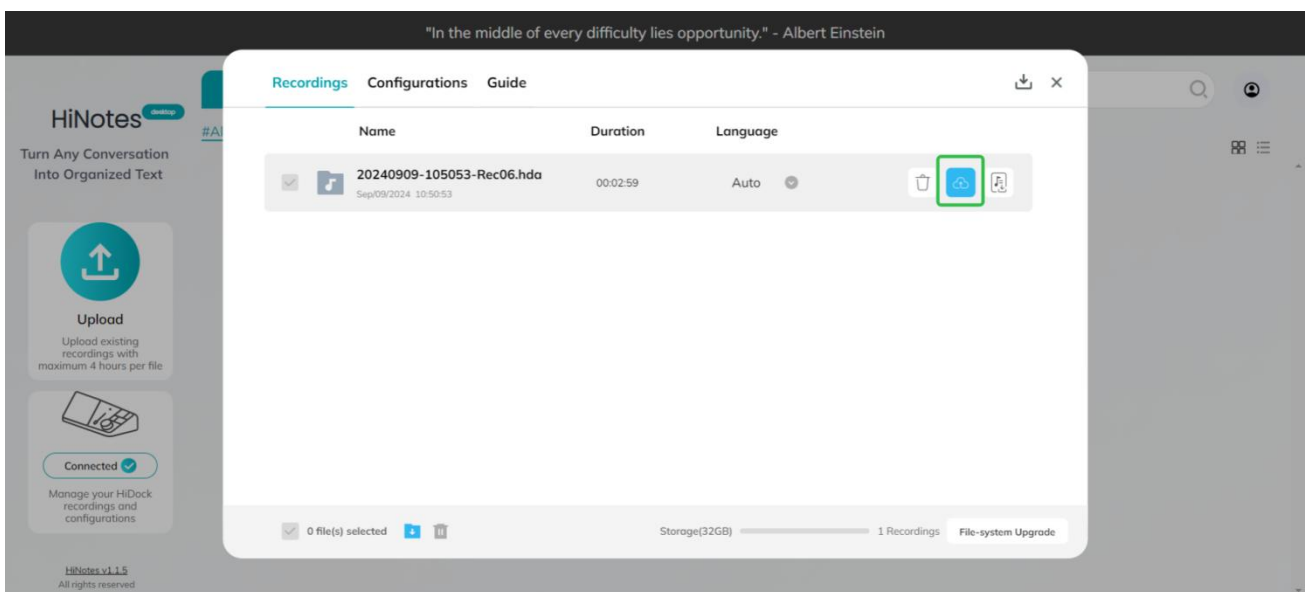 "In the middle of every difficulty lies opportunity." - Albert Einstein
HiNotes desktop
Turn Any Conversation
Into Organized Text
Upload
Upload existing
recordings with
maximum 4 hours per file
Connected
Manage your HiDock
recordings and
configurations
HiNotes v1.1.5
All rights reserved
#Al
Recordings Configurations Guide
Name Duration Language
20240909-105053-Rec06.hda 00:02:59 Auto
Sep/09/2024 10:50:53
0 file(s) selected Storage(32GB) 1 Recordings File-system Upgrade